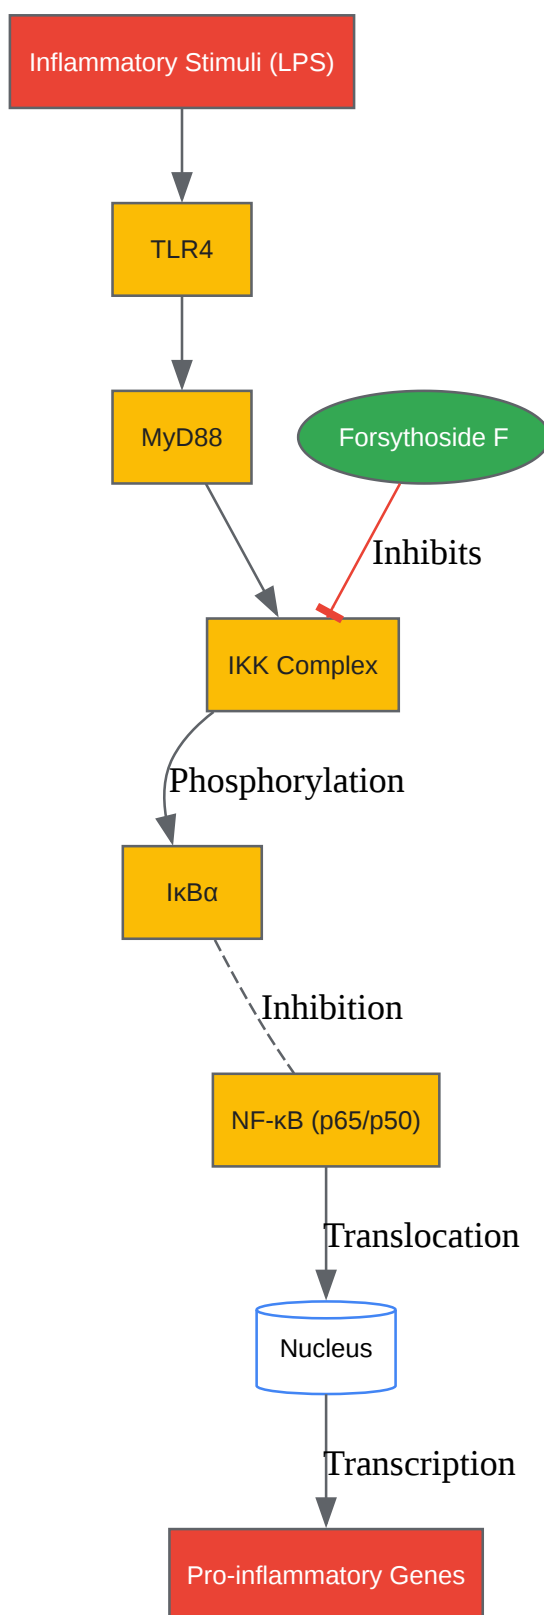 Inflammatory Stimuli (LPS)
TLR4
MyD88
Forsythoside F
Inhibits
IKK Complex
Phosphorylation
IκBα
Inhibition
NF-κB (p65/p50)
Translocation
Nucleus
Transcription
Pro-inflammatory Genes